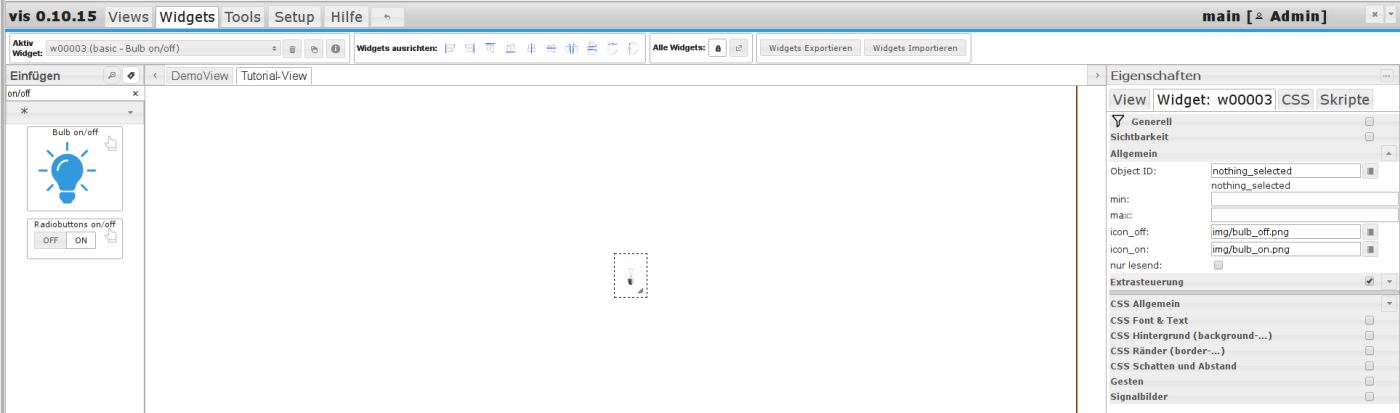 vis 0.10.15 Views Widgets Tools Setup Hilfe main [ Admin]
Aktiv Widget: w00003 (basic - Bulb on/off) Widgets ausrichten: Alle Widgets: Widgets Exportieren Widgets Importieren
Einfügen DemoView Tutorial-View Eigenschaften
on/off ×
*
View Widget: w00003 CSS Skripte
Bulb on/off
Radiobuttons on/off
OFF ON
Generell
Sichtbarkeit
Allgemein
Object ID: nothing_selected
nothing_selected
min:
max:
icon_off: img/bulb_off.png
icon_on: img/bulb_on.png
nur lesend:
Extrasteuerung
CSS Allgemein
CSS Font & Text
CSS Hintergrund (background-...)
CSS Ränder (border-...)
CSS Schatten und Abstand
Gesten
Signalbilder